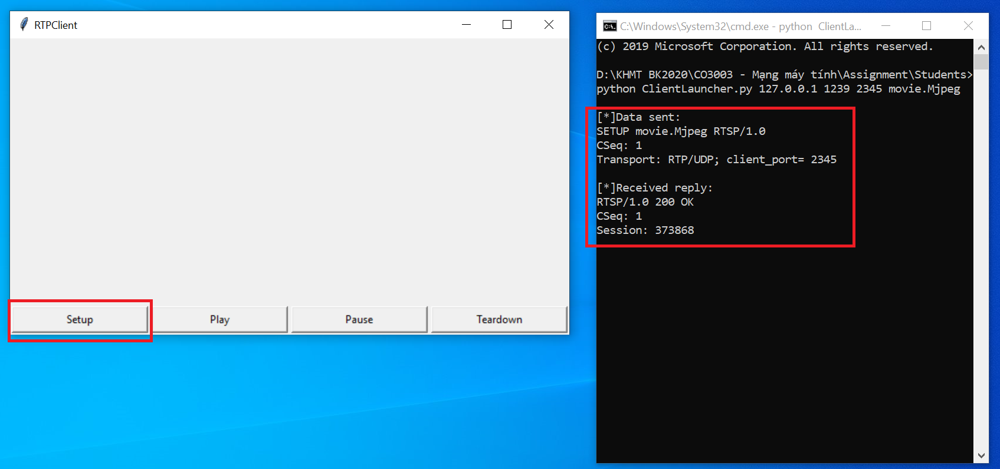 RTPClient
Setup
Play
Pause
Teardown
C:\Windows\System32\cmd.exe - python  ClientLa...
(c) 2019 Microsoft Corporation. All rights reserved.
D:\KHMT BK2020\CO3003 - Mạng máy tính\Assignment\Students>
python ClientLauncher.py 127.0.0.1 1239 2345 movie.Mjpeg
[*]Data sent:
SETUP movie.Mjpeg RTSP/1.0
CSeq: 1
Transport: RTP/UDP; client_port= 2345
[*]Received reply:
RTSP/1.0 200 OK
CSeq: 1
Session: 373868